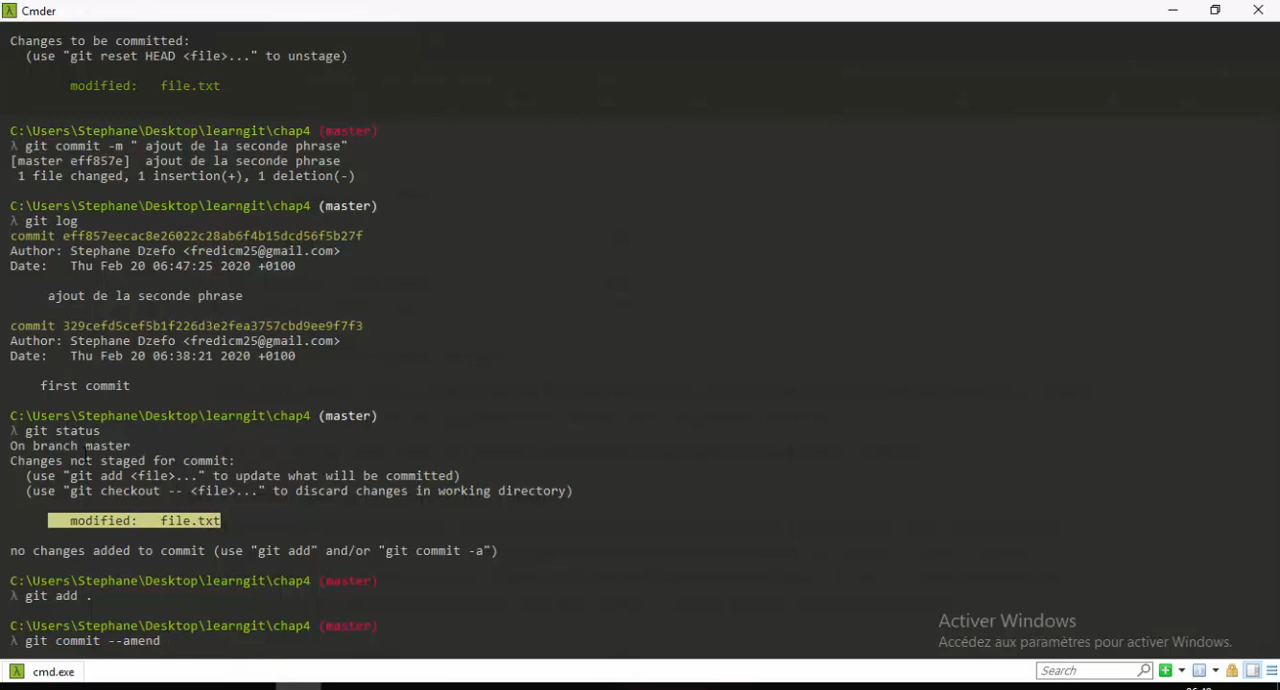 Cmder
Changes to be committed:
(use "git reset HEAD <file>..." to unstage)
modified: file.txt
C:\Users\Stephane\Desktop\learngit\chap4 (master)
λ git commit -m " ajout de la seconde phrase"
[master eff857e] ajout de la seconde phrase
1 file changed, 1 insertion(+), 1 deletion(-)
C:\Users\Stephane\Desktop\learngit\chap4 (master)
λ git log
commit eff857eecac8e26022c28ab6f4b15dcd56f5b27f
Author: Stephane Dzefo <fredicm25@gmail.com>
Date: Thu Feb 20 06:47:25 2020 +0100
ajout de la seconde phrase
commit 329cefd5cef5b1f226d3e2fea3757cbd9ee9f7f3
Author: Stephane Dzefo <fredicm25@gmail.com>
Date: Thu Feb 20 06:38:21 2020 +0100
first commit
C:\Users\Stephane\Desktop\learngit\chap4 (master)
λ git status
On branch master
Changes not staged for commit:
(use "git add <file>..." to update what will be committed)
(use "git checkout -- <file>..." to discard changes in working directory)
modified: file.txt
no changes added to commit (use "git add" and/or "git commit -a")
C:\Users\Stephane\Desktop\learngit\chap4 (master)
λ git add .
C:\Users\Stephane\Desktop\learngit\chap4 (master)
λ git commit --amend
Activer Windows
Accédez aux paramètres pour activer Windows.
cmd.exe
Search